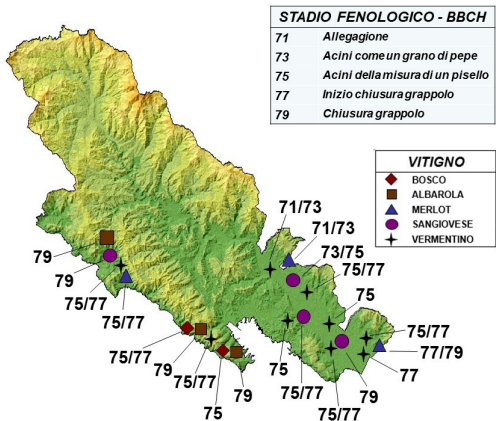 STADIO FENOLOGICO - BBCH
71 Allegagione
73 Acini come un grano di pepe
75 Acini della misura di un pisello
77 Inizio chiusura grappolo
79 Chiusura grappolo
VITIGNO
BOSCO
ALBAROLA
MERLOT
SANGIOVESE
VERMENTINO
71/73
71/73
73/75
75/77
75
75/77
77/79
77
79
75/77
75/77
75
79
79
75/77
75/77
75/77
79
75/77
75
79